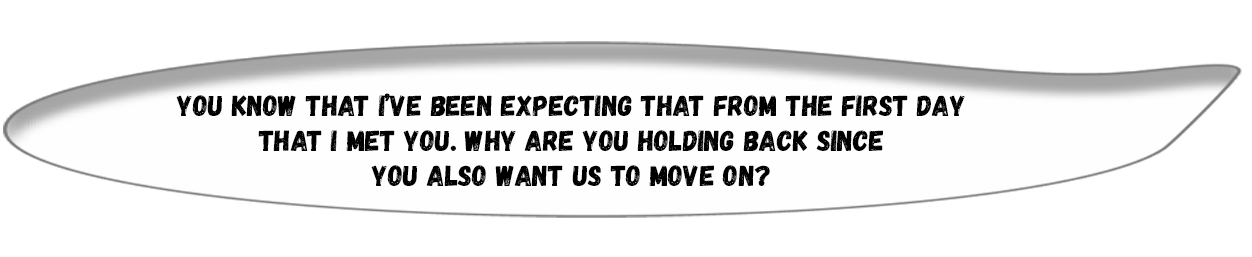 YOU KNOW THAT I'VE BEEN EXPECTING THAT FROM THE FIRST DAY
THAT I MET YOU. WHY ARE YOU HOLDING BACK SINCE
YOU ALSO WANT US TO MOVE ON?